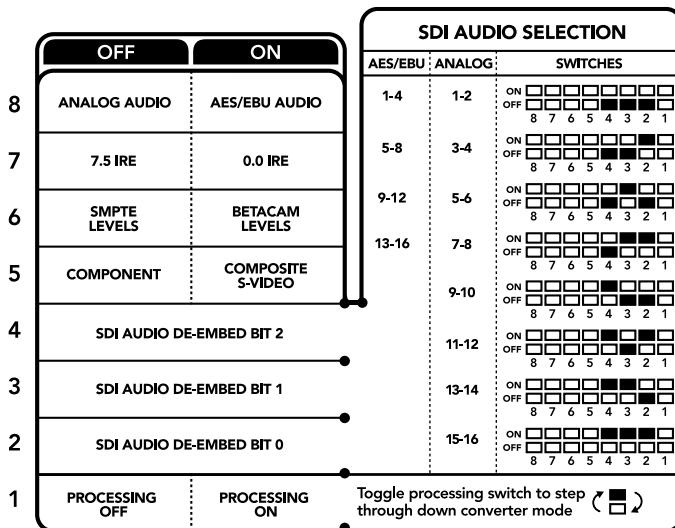 OFF ON
8 ANALOG AUDIO AES/EBU AUDIO
7 7.5 IRE 0.0 IRE
6 SMPTE LEVELS BETACAM LEVELS
5 COMPONENT COMPOSITE S-VIDEO
4 SDI AUDIO DE-EMBED BIT 2
3 SDI AUDIO DE-EMBED BIT 1
2 SDI AUDIO DE-EMBED BIT 0
1 PROCESSING OFF PROCESSING ON
SDI AUDIO SELECTION
AES/EBU ANALOG SWITCHES
1-4 1-2 ON
OFF
8 7 6 5 4 3 2 1
5-8 3-4 ON
OFF
8 7 6 5 4 3 2 1
9-12 5-6 ON
OFF
8 7 6 5 4 3 2 1
13-16 7-8 ON
OFF
8 7 6 5 4 3 2 1
9-10 ON
OFF
8 7 6 5 4 3 2 1
11-12 ON
OFF
8 7 6 5 4 3 2 1
13-14 ON
OFF
8 7 6 5 4 3 2 1
15-16 ON
OFF
8 7 6 5 4 3 2 1
Toggle processing switch to step
through down converter mode